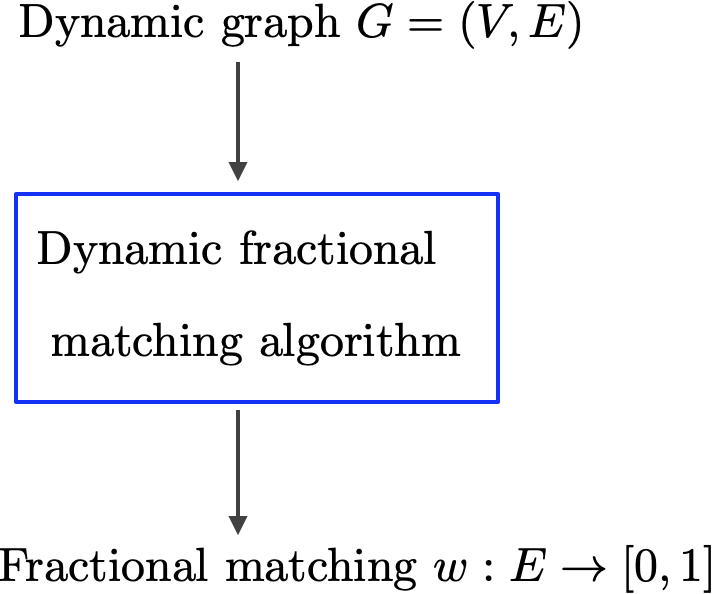 Dynamic graph G = (V, E)
Dynamic fractional
matching algorithm
Fractional matching w : E → [0, 1]